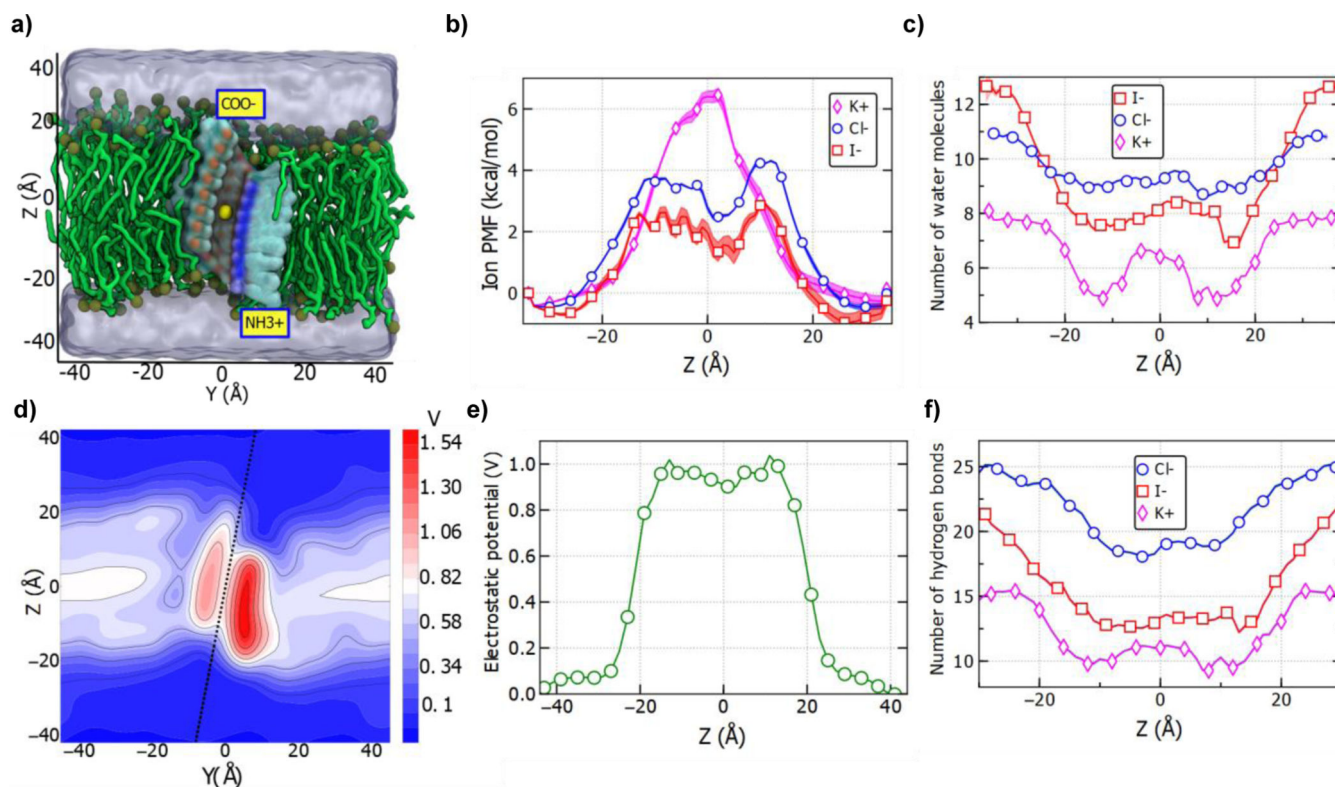 a)
40
20
0
-20
-40
Z (Å)
COO-
NH3+
-40 -20 0 20 40
Y (Å)
b)
Ion PMF (kcal/mol)
6
4
2
0
K+
Cl-
I-
−20 0 20
Z (Å)
c)
Number of water molecules
12
10
8
6
4
I-
Cl-
K+
−20 0 20
Z (Å)
d)
Z (Å)
40
20
0
−20
−40
−40 −20 0 20 40
Y(Å)
V
1. 54
1. 30
1. 06
0. 82
0. 58
0. 34
0. 1
e)
Electrostatic potential (V)
1.0
0.8
0.6
0.4
0.2
0.0
−40 −20 0 20 40
Z (Å)
f)
Number of hydrogen bonds
25
20
15
10
Cl-
I-
K+
−20 0 20
Z (Å)